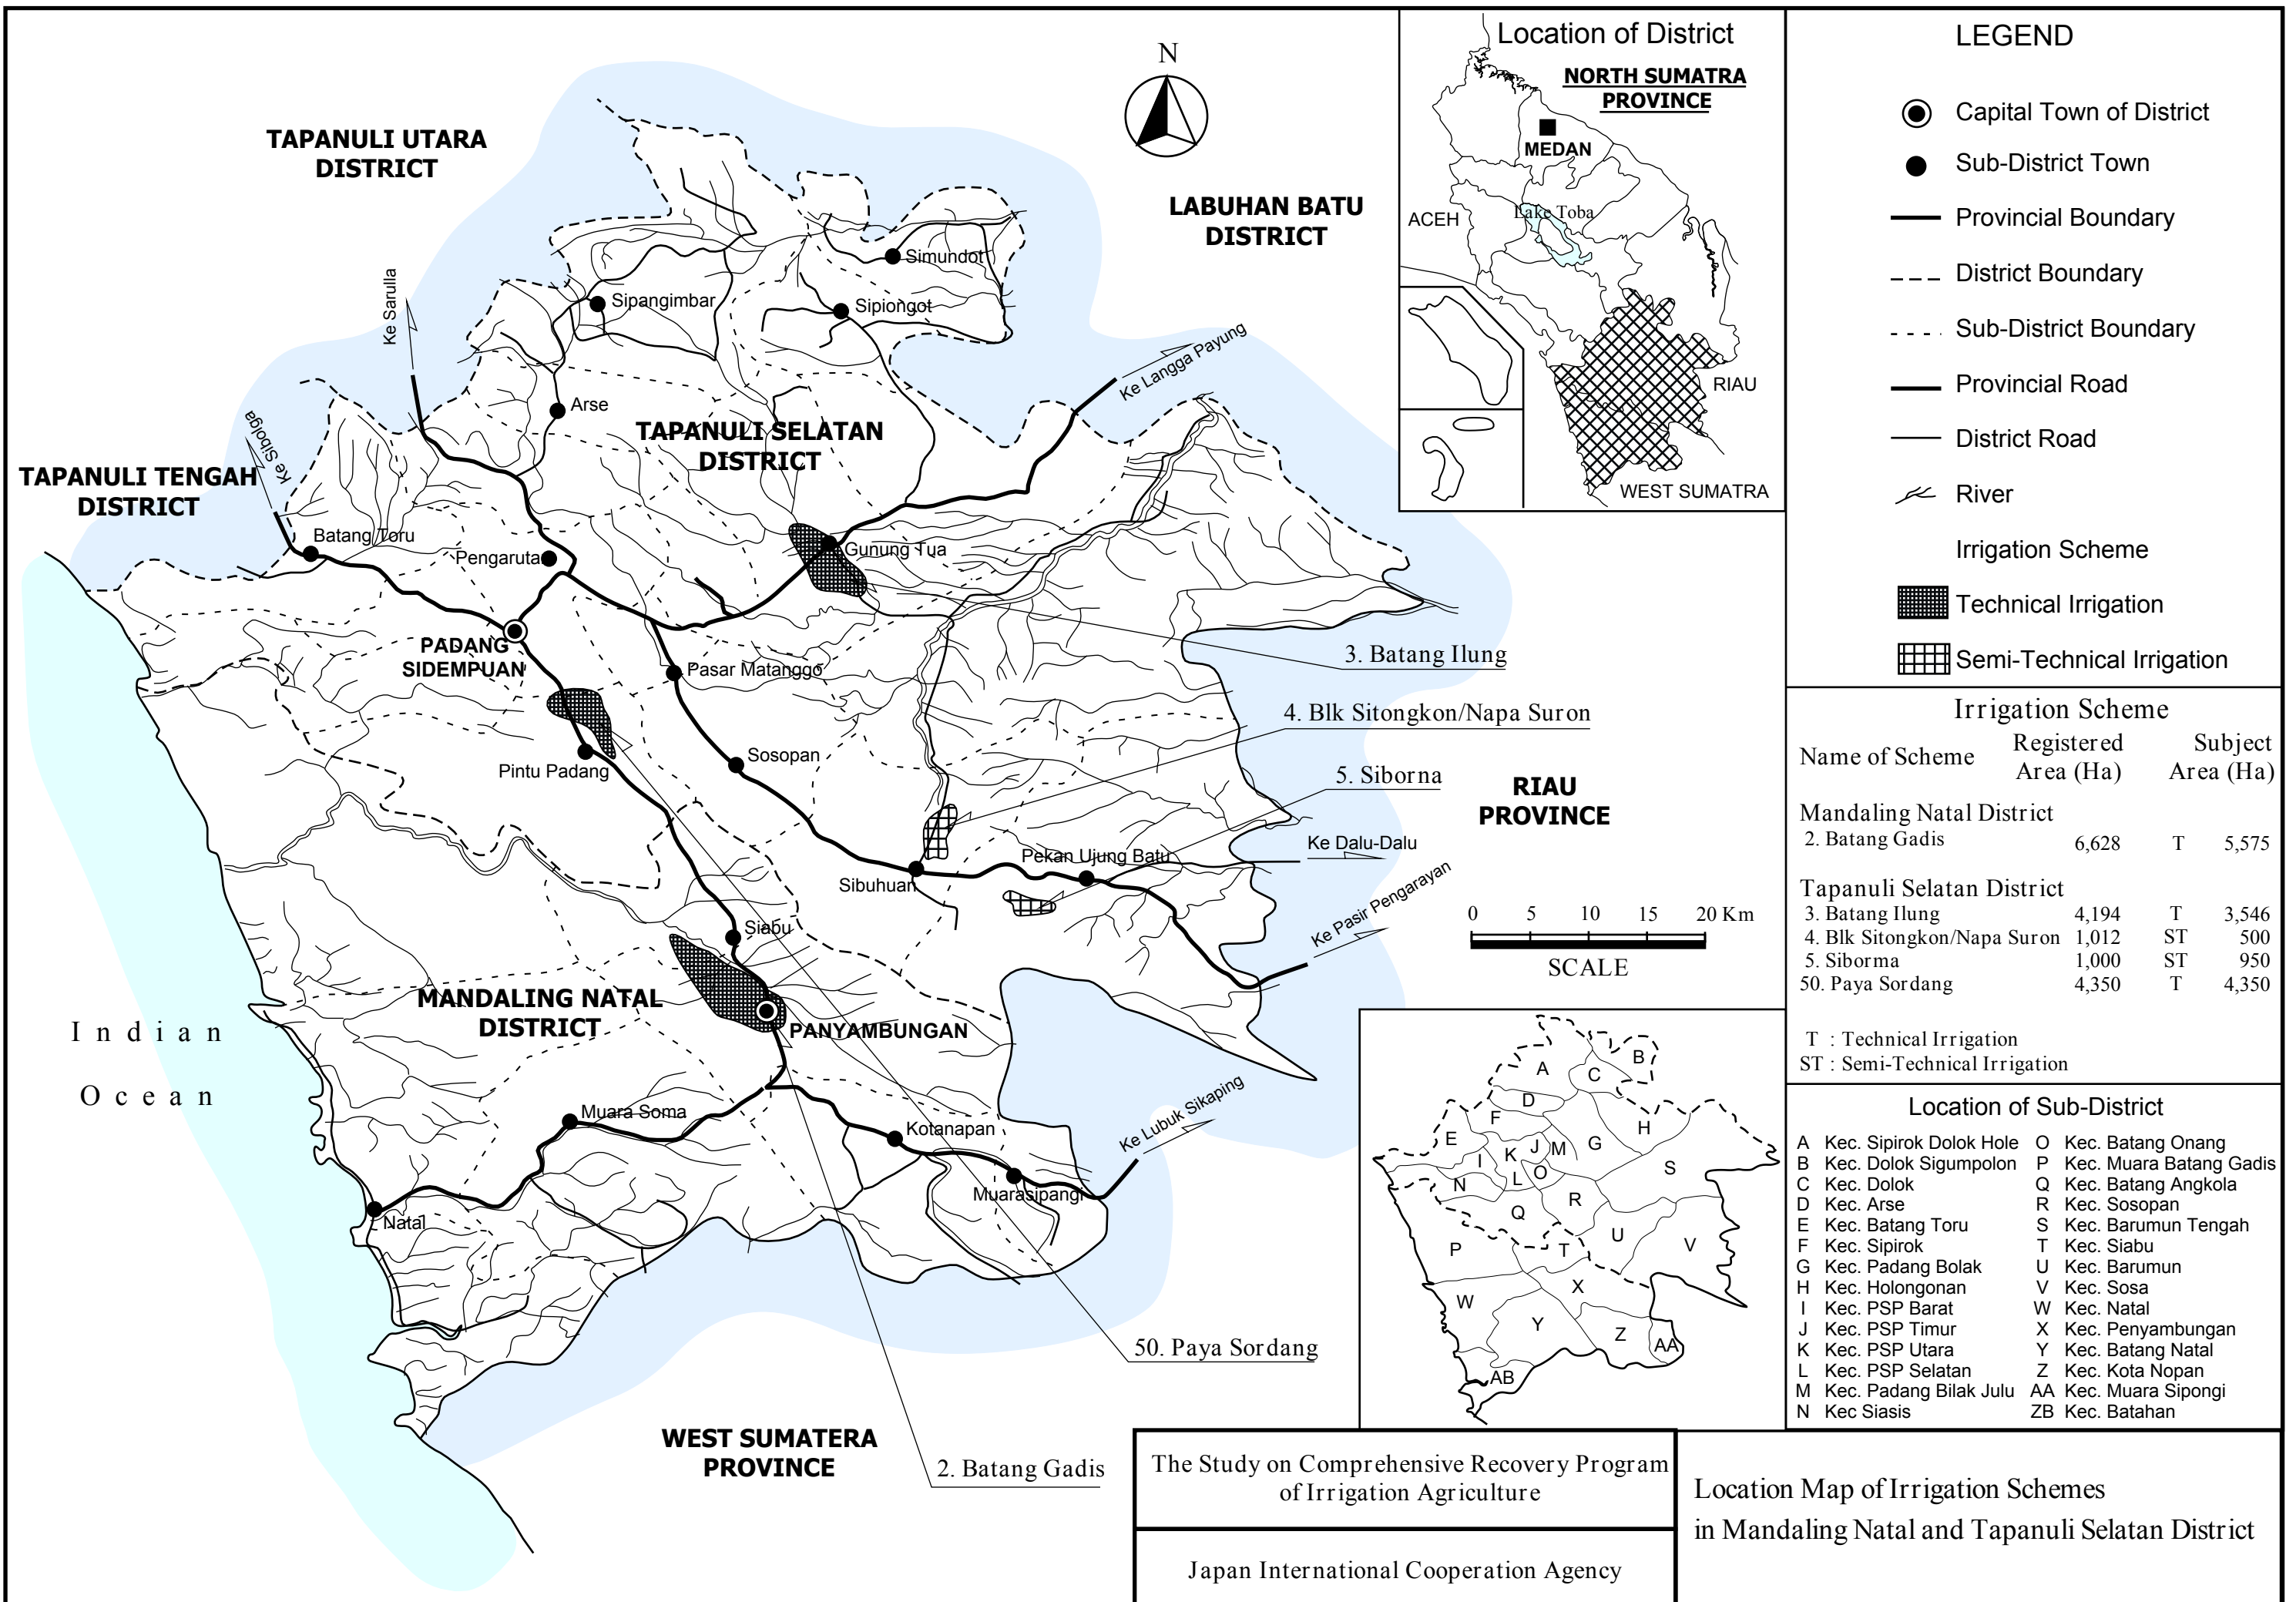 N
TAPANULI UTARA
DISTRICT
LABUHAN BATU
DISTRICT
Simundot
Sipangimbar
Sipiongot
Ke Sarulla
Ke Langga Payung
Arse
TAPANULI SELATAN
DISTRICT
Ke Sibolga
TAPANULI TENGAH
DISTRICT
Batang Toru
Pengaruta
Gunung Tua
PADANG
SIDEMPUAN
Pasar Matanggo
3. Batang Ilung
4. Blk Sitongkon/Napa Suron
Sosopan
Pintu Padang
5. Siborna
RIAU
PROVINCE
Ke Dalu-Dalu
Pekan Ujung Batu
Sibuhuan
Ke Pasir Pengarayan
Siabu
0 5 10 15 20 Km
SCALE
MANDALING NATAL
DISTRICT
PANYAMBUNGAN
Indian
Ocean
Muara Soma
Kotanapan
Ke Lubuk Sikaping
Muarasipangi
Natal
50. Paya Sordang
WEST SUMATERA
PROVINCE
2. Batang Gadis
Location of District
NORTH SUMATRA
PROVINCE
MEDAN
ACEH
Lake Toba
RIAU
WEST SUMATRA
LEGEND
Capital Town of District
Sub-District Town
Provincial Boundary
District Boundary
Sub-District Boundary
Provincial Road
District Road
River
Irrigation Scheme
Technical Irrigation
Semi-Technical Irrigation
Irrigation Scheme
Name of Scheme Registered Area (Ha) Subject Area (Ha)
Mandaling Natal District
2. Batang Gadis 6,628 T 5,575
Tapanuli Selatan District
3. Batang Ilung 4,194 T 3,546
4. Blk Sitongkon/Napa Suron 1,012 ST 500
5. Siborma 1,000 ST 950
50. Paya Sordang 4,350 T 4,350
T : Technical Irrigation
ST : Semi-Technical Irrigation
A
B
C
D
F
E
H
J
M
G
K
I
O
S
L
N
R
Q
U
V
P
T
X
W
Y
Z
AA
AB
Location of Sub-District
A Kec. Sipirok Dolok Hole O Kec. Batang Onang
B Kec. Dolok Sigumpolon P Kec. Muara Batang Gadis
C Kec. Dolok Q Kec. Batang Angkola
D Kec. Arse R Kec. Sosopan
E Kec. Batang Toru S Kec. Barumun Tengah
F Kec. Sipirok T Kec. Siabu
G Kec. Padang Bolak U Kec. Barumun
H Kec. Holongonan V Kec. Sosa
I Kec. PSP Barat W Kec. Natal
J Kec. PSP Timur X Kec. Penyambungan
K Kec. PSP Utara Y Kec. Batang Natal
L Kec. PSP Selatan Z Kec. Kota Nopan
M Kec. Padang Bilak Julu AA Kec. Muara Sipongi
N Kec Siasis ZB Kec. Batahan
The Study on Comprehensive Recovery Program
of Irrigation Agriculture
Japan International Cooperation Agency
Location Map of Irrigation Schemes
in Mandaling Natal and Tapanuli Selatan District